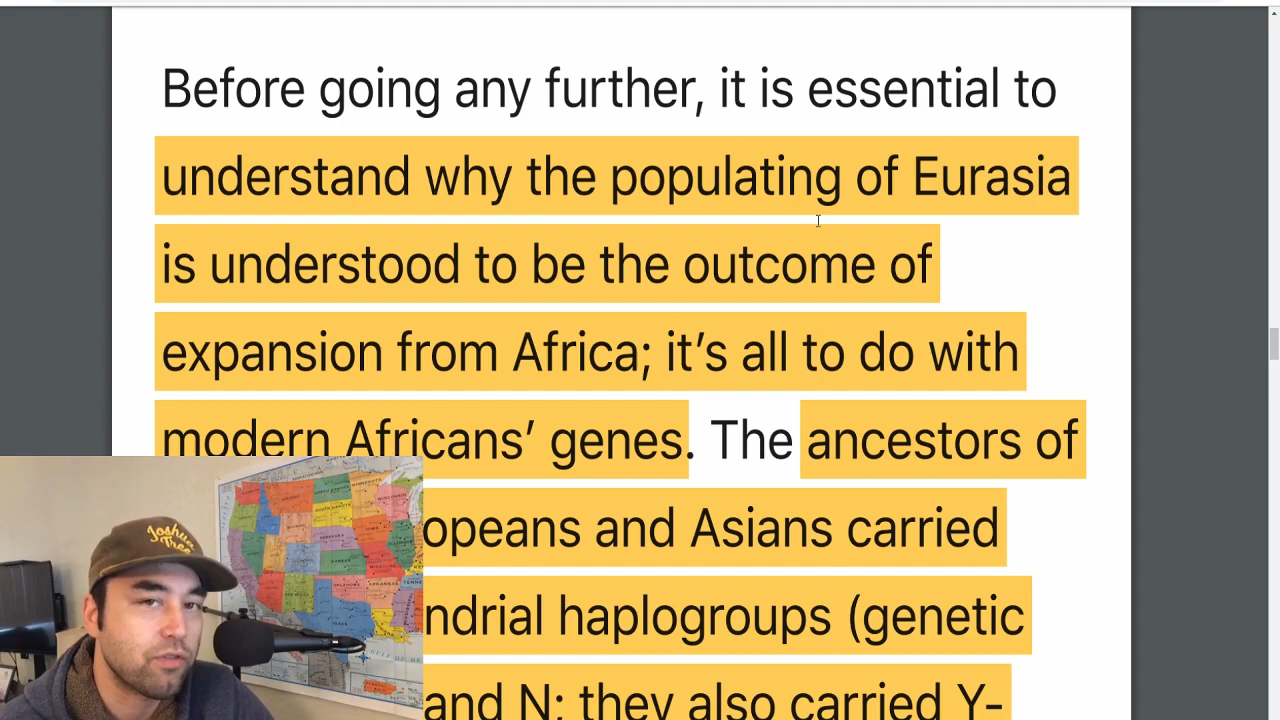 Before going any further, it is essential to
understand why the populating of Eurasia
is understood to be the outcome of
expansion from Africa; it’s all to do with
modern Africans’ genes. The ancestors of
opeans and Asians carried
ndrial haplogroups (genetic
and N; they also carried Y-
Joshua
Tree